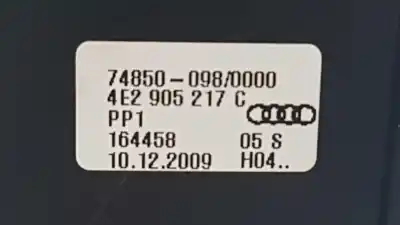 74850-098/0000
4E2 905 217 C
PP1
164458 05 S
10.12.2009 H04..